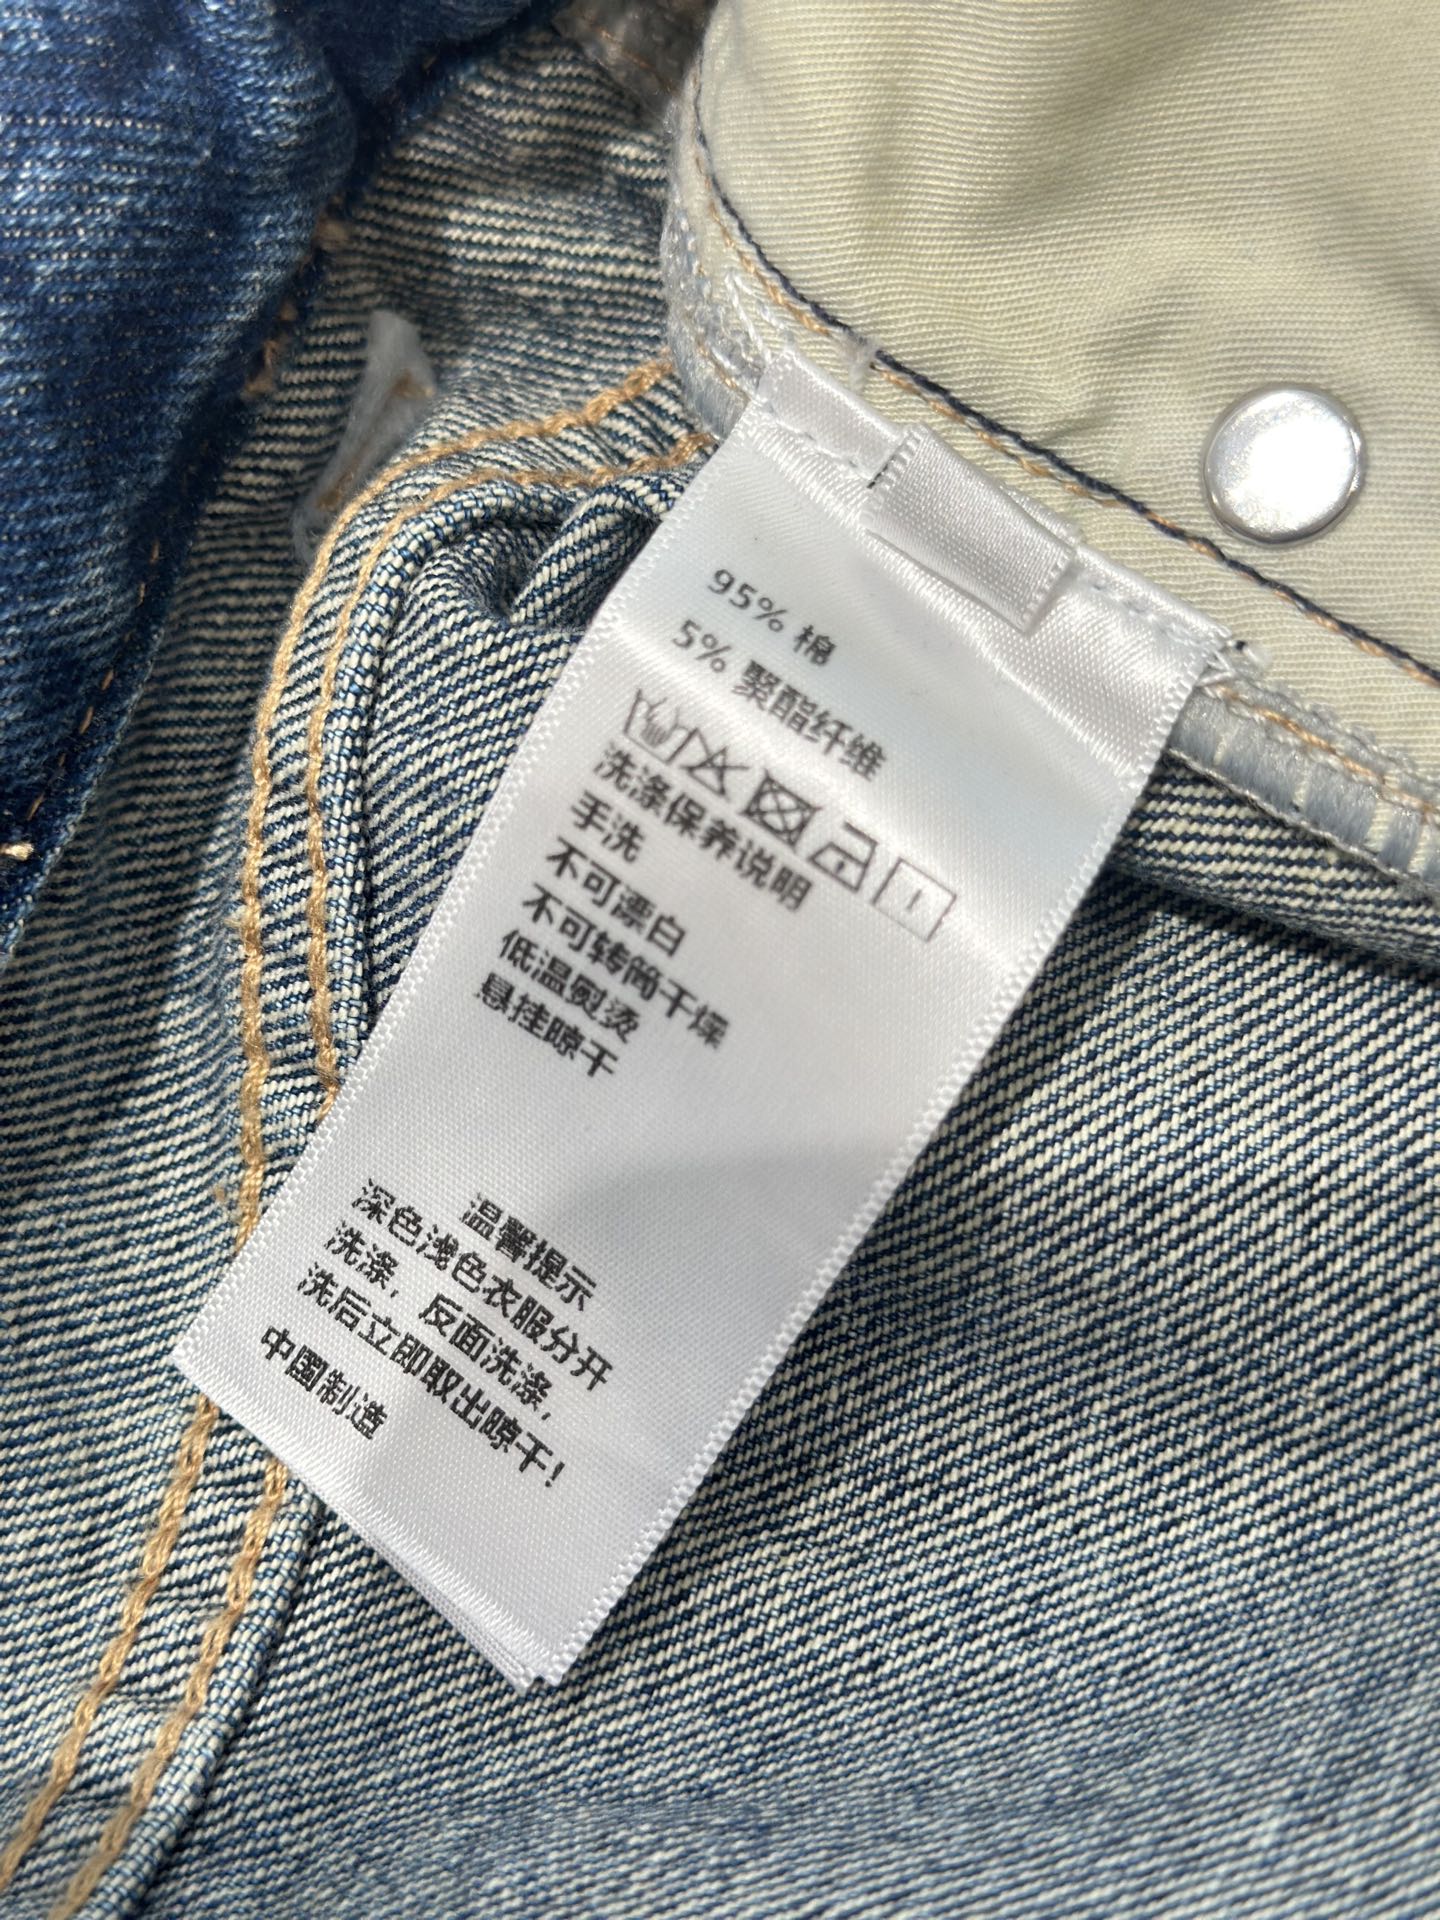 95% 棉
5% 聚酯纤维
洗涤保养说明
手洗
不可漂白
不可转筒干燥
低温熨烫
悬挂晾干
温馨提示
深色浅色衣服分开
洗涤，反面洗涤，
洗后立即取出晾干！
中國制造